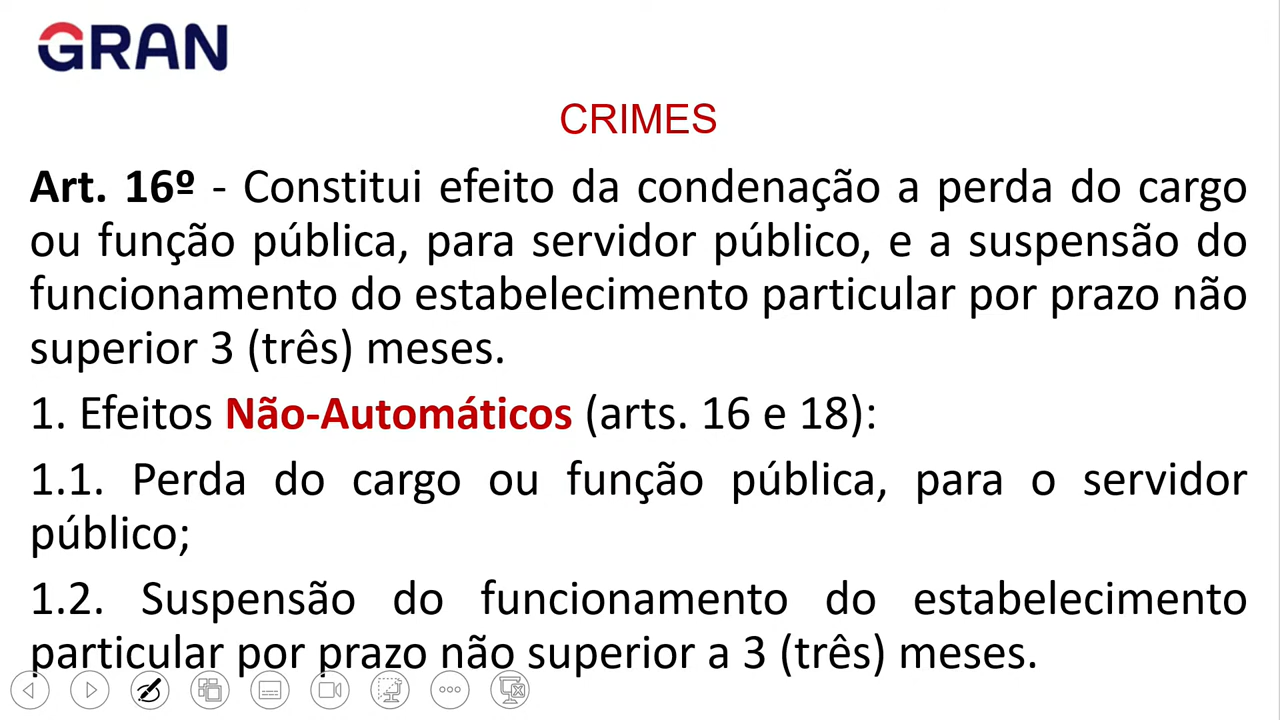 GRAN
CRIMES
Art. 16º - Constitui efeito da condenação a perda do cargo
ou função pública, para servidor público, e a suspensão do
funcionamento do estabelecimento particular por prazo não
superior 3 (três) meses.
1. Efeitos Não-Automáticos (arts. 16 e 18):
1.1. Perda do cargo ou função pública, para o servidor
público;
1.2. Suspensão do funcionamento do estabelecimento
particular por prazo não superior a 3 (três) meses.